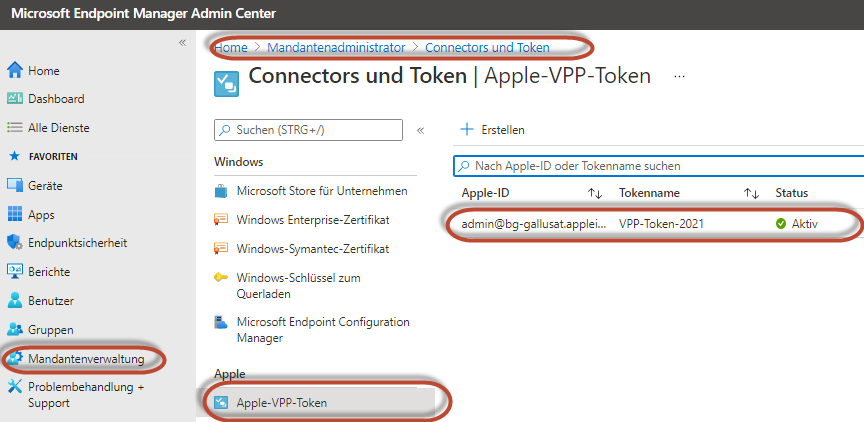 Microsoft Endpoint Manager Admin Center
«
Home
Dashboard
Alle Dienste
FAVORITEN
Geräte
Apps
Endpunktsicherheit
Berichte
Benutzer
Gruppen
Mandantenverwaltung
Problembehandlung +
Support
Home > Mandantenadministrator > Connectors und Token
Connectors und Token | Apple-VPP-Token ...
Suchen (STRG+/)
«
Windows
Microsoft Store für Unternehmen
Windows Enterprise-Zertifikat
Windows-Symantec-Zertifikat
Windows-Schlüssel zum
Querladen
Microsoft Endpoint Configuration
Manager
Apple
Apple-VPP-Token
+ Erstellen
Nach Apple-ID oder Tokenname suchen
Apple-ID ↑↓ Tokenname ↑↓ Status
admin@bg-gallusat.applei... VPP-Token-2021 Aktiv